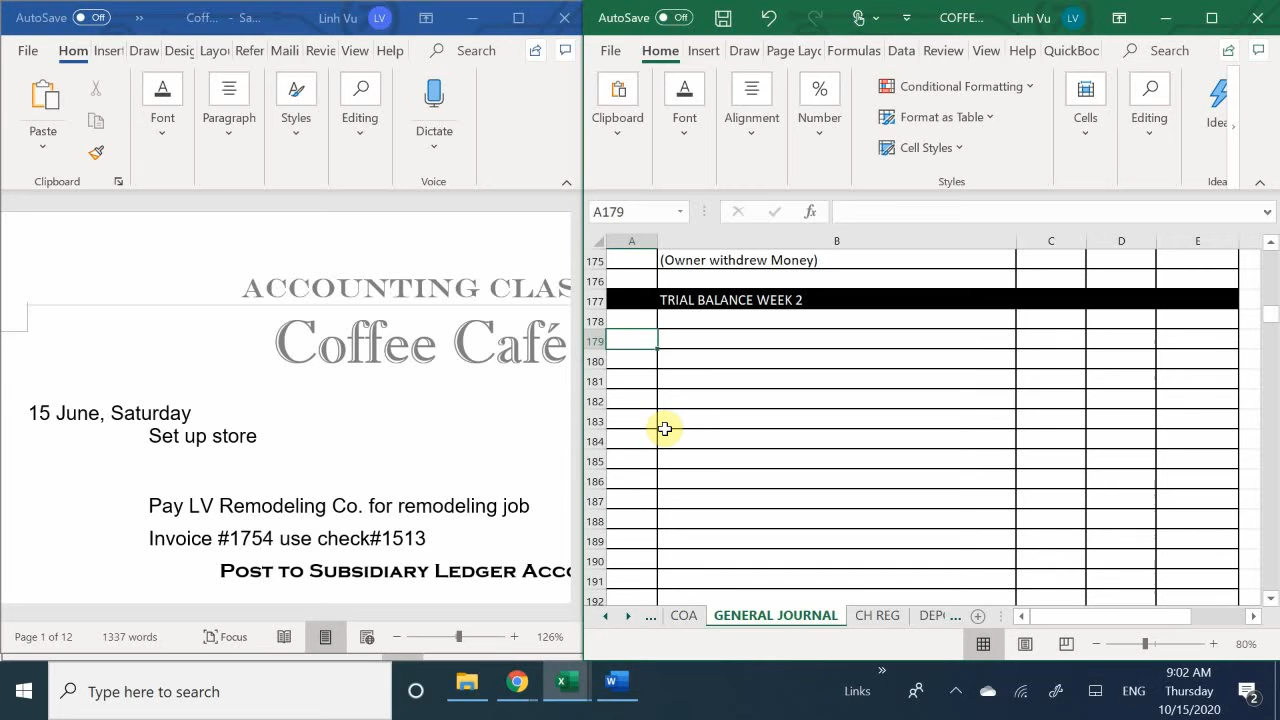 AutoSave Off » Coff... - Sa... Linh Vu LV
File Hom Insert Draw Desig Layou Refer Maili Revie View Help Search
Paste
Font
Paragraph
Styles
Editing
Dictate
Clipboard
Voice
ACCOUNTING CLAS
Coffee Café
15 June, Saturday
Set up store
Pay LV Remodeling Co. for remodeling job
Invoice #1754 use check#1513
Post to Subsidiary Ledger Acco
Page 1 of 12 1337 words Focus 126%
AutoSave Off COFFE... Linh Vu LV
File Home Insert Draw Page Layc Formulas Data Review View Help QuickBoc Search
Clipboard
Font
Alignment
% Number
Conditional Formatting
Format as Table
Cell Styles
Cells
Editing
Idea
Styles
Idea
A179 fx
A B C D E
175 (Owner withdrew Money)
176
177 TRIAL BALANCE WEEK 2
178
179
180
181
182
183
184
185
186
187
188
189
190
191
192
... COA GENERAL JOURNAL CH REG DEP( ...
80%
Type here to search
Links » ENG
9:02 AM
Thursday
10/15/2020
2